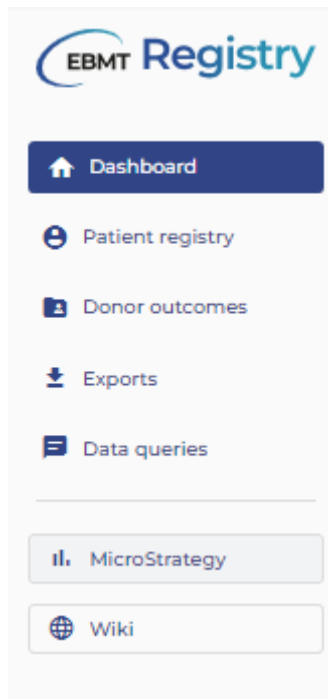 EBMT Registry
Dashboard
Patient registry
Donor outcomes
Exports
Data queries
MicroStrategy
Wiki